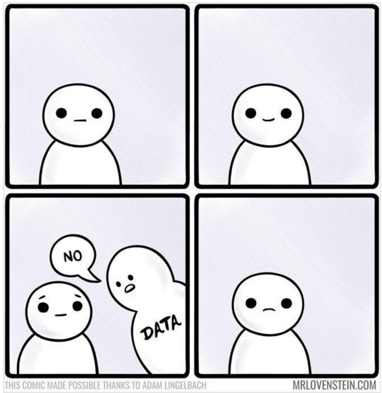 NO
DATA
THIS COMIC MADE POSSIBLE THANKS TO ADAM LINGELBACH
MRLOVENSTEIN.COM